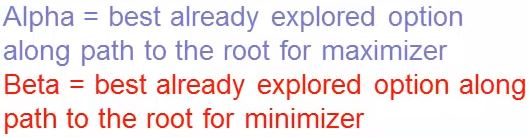 Alpha = best already explored option
along path to the root for maximizer
Beta = best already explored option along
path to the root for minimizer